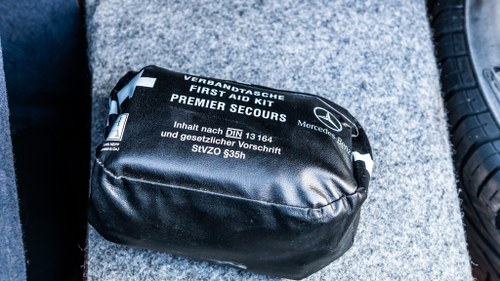 VERBANDTASCHE
FIRST AID KIT
PREMIER SECOURS
Mercedes-Benz
Inhalt nach DIN 13 164
und gesetzlicher Vorschrift
StVZO §35h